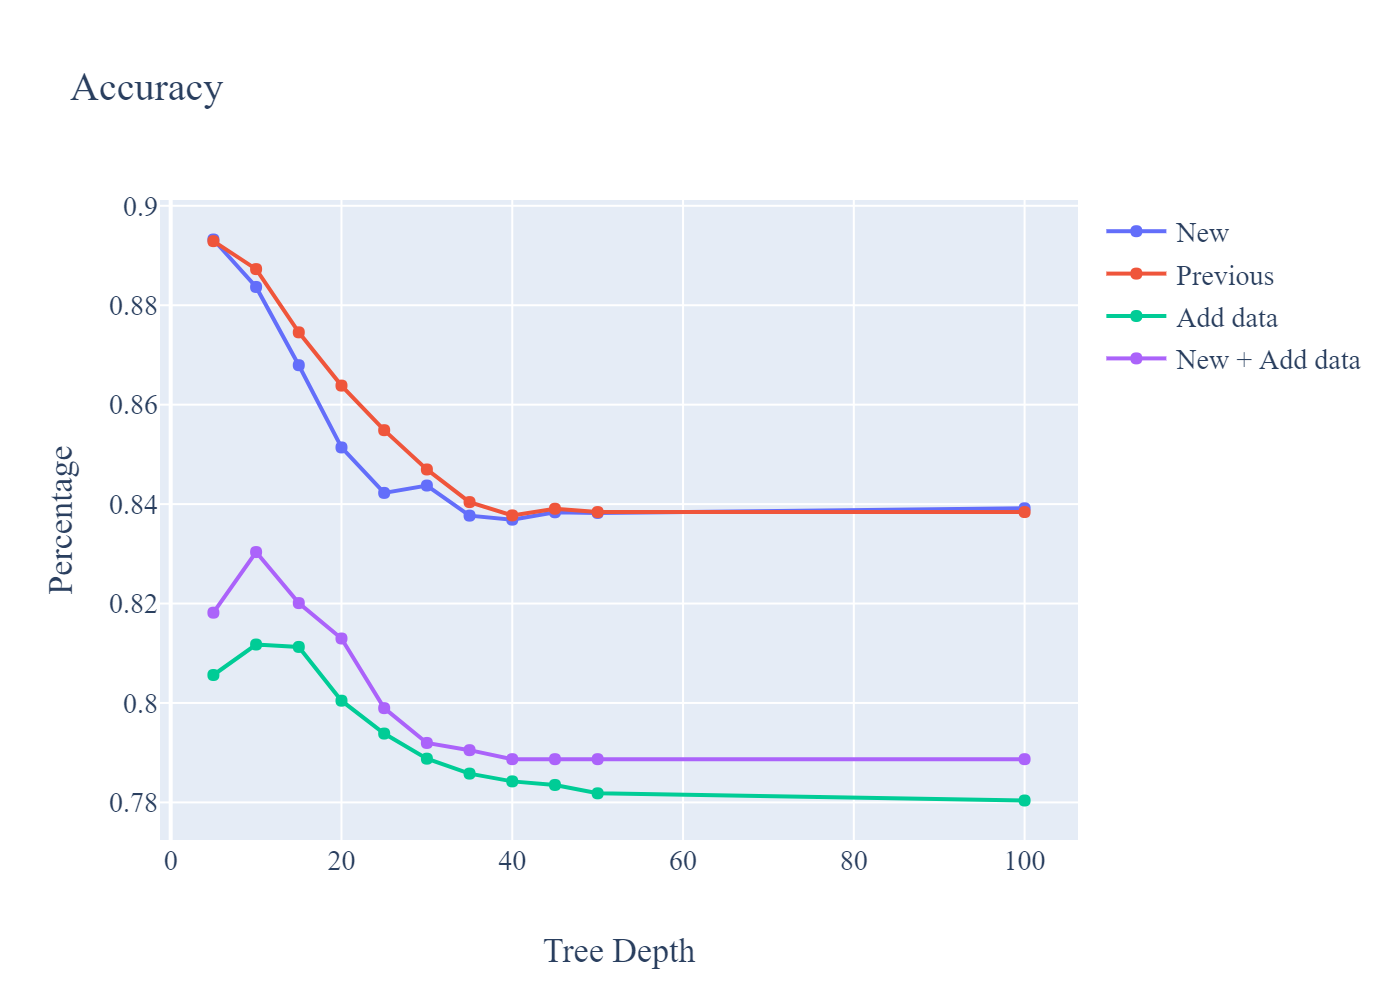 Accuracy
0.9
0.88
0.86
0.84
0.82
0.8
0.78
Percentage
0
20
40
60
80
100
Tree Depth
New
Previous
Add data
New + Add data